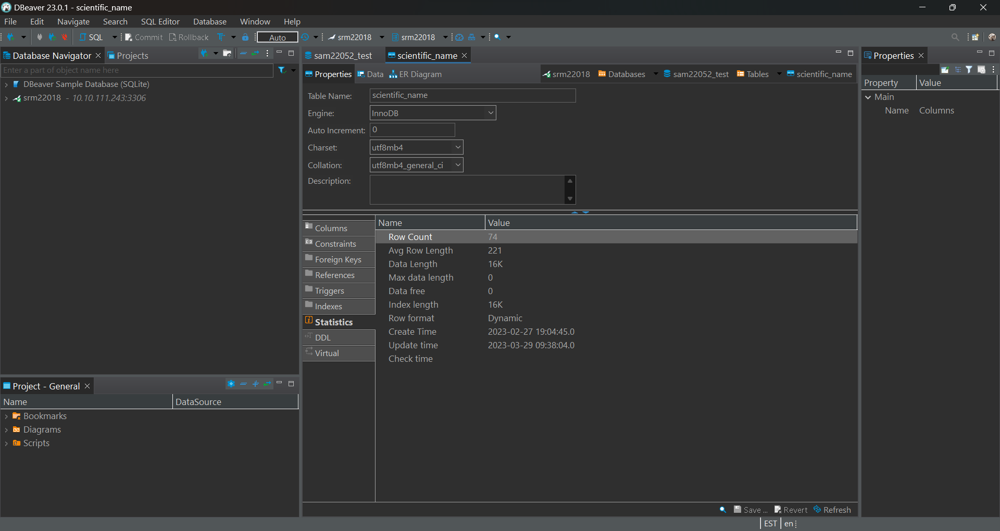 DBeaver 23.0.1 - scientific_name
File Edit Navigate Search SQL Editor Database Window Help
SQL Commit Rollback Auto srm22018 srm22018
Database Navigator Projects
Enter a part of object name here
DBeaver Sample Database (SQLite)
srm22018 - 10.10.111.243:3306
Project - General
Name DataSource
Bookmarks
Diagrams
Scripts
sam22052_test scientific_name
Properties Data ER Diagram srm22018 Databases sam22052_test Tables scientific_name
Table Name: scientific_name
Engine: InnoDB
Auto Increment: 0
Charset: utf8mb4
Collation: utf8mb4_general_ci
Description:
Columns
Constraints
Foreign Keys
References
Triggers
Indexes
Statistics
DDL
Virtual
Name Value
Row Count 74
Avg Row Length 221
Data Length 16K
Max data length 0
Data free 0
Index length 16K
Row format Dynamic
Create Time 2023-02-27 19:04:45.0
Update time 2023-03-29 09:38:04.0
Check time
Save ... Revert Refresh
Properties
Property Value
Main
Name Columns
EST en